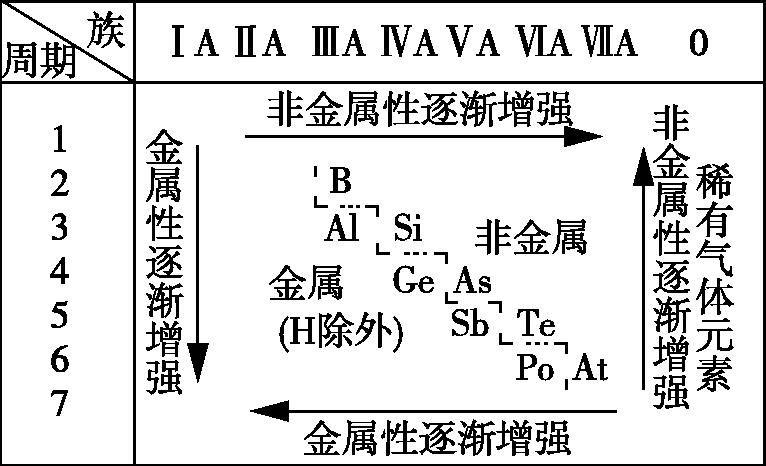 族
周期
ⅠA ⅡA ⅢA ⅣA ⅤA ⅥA ⅦA 0
1
2
3
4
5
6
7
金属性逐渐增强
非金属性逐渐增强
B
Al Si
非金属
金属
(H除外)
Ge As
Sb Te
Po At
金属性逐渐增强
非金属性逐渐增强
稀有气体元素